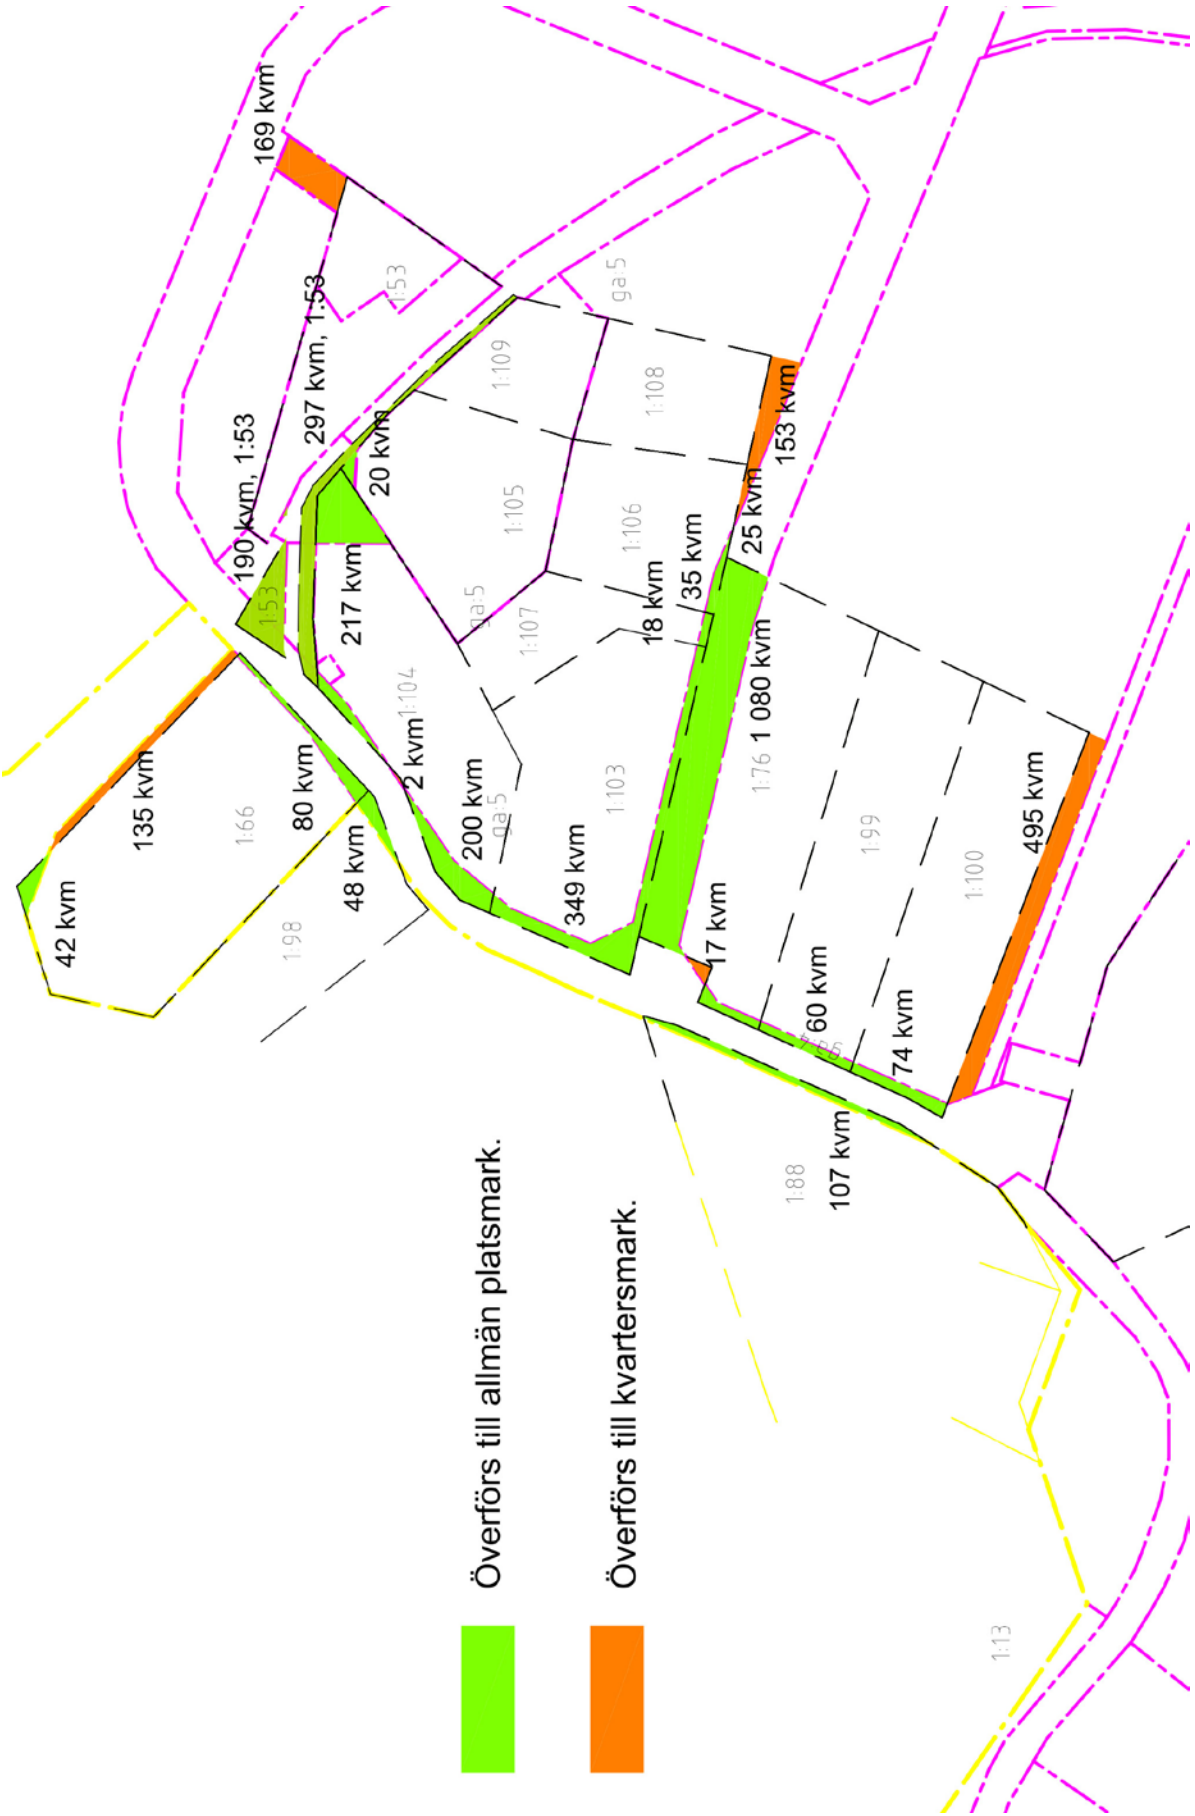 169 kvm
1:53
297 kvm, 1:53
190 kvm, 1:53
1:53
20 kvm
217 kvm
1:109
ga:5
1:108
153 kvm
1:105
1:106
25 kvm
35 kvm
18 kvm
ga:5
1:107
1:104
2 kvm
135 kvm
1:66
80 kvm
48 kvm
42 kvm
1:98
200 kvm
ga:5
1:103
349 kvm
1 080 kvm
1:76
17 kvm
1:99
1:100
495 kvm
60 kvm
74 kvm
1:88
107 kvm
1:13
Överförs till allmän platsmark.
Överförs till kvartersmark.